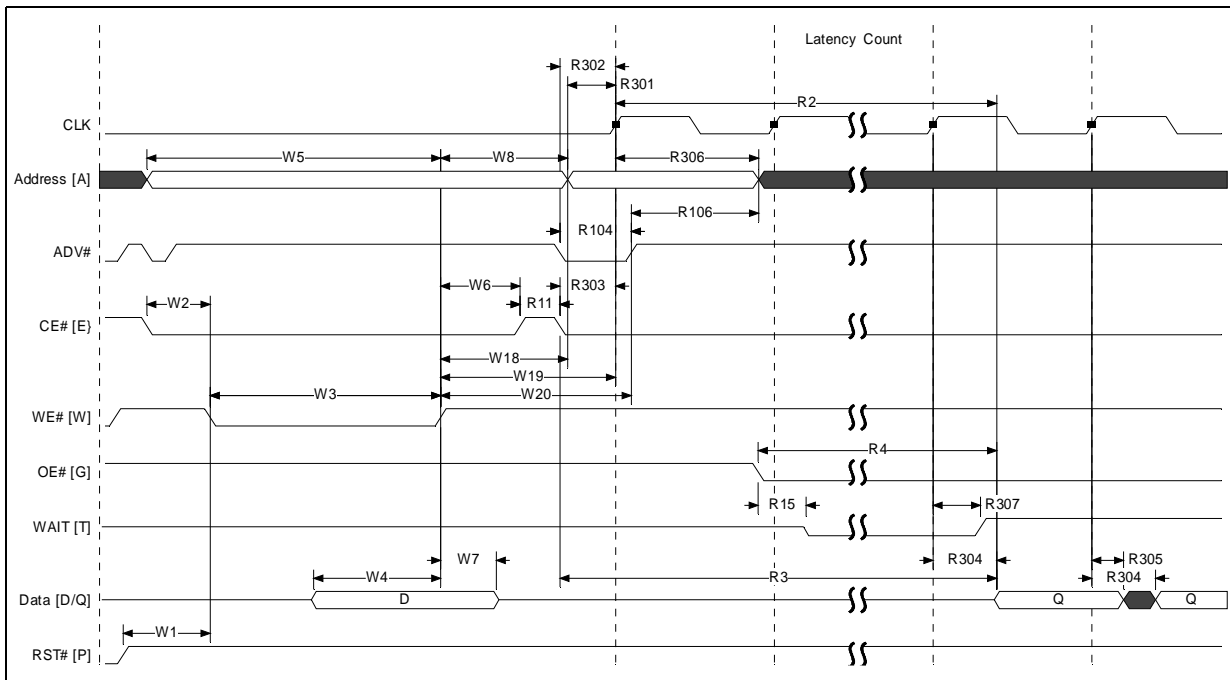 Latency Count
R302
R301
R2
CLK
W5
W8
R306
Address [A]
R106
R104
ADV#
W6
R303
W2
R11
CE# [E}
W18
W19
W3
W20
WE# [W]
R4
OE# [G]
R15
R307
WAIT [T]
W7
R304
R305
W4
R3
R304
Data [D/Q]
D
Q
Q
W1
RST# [P]